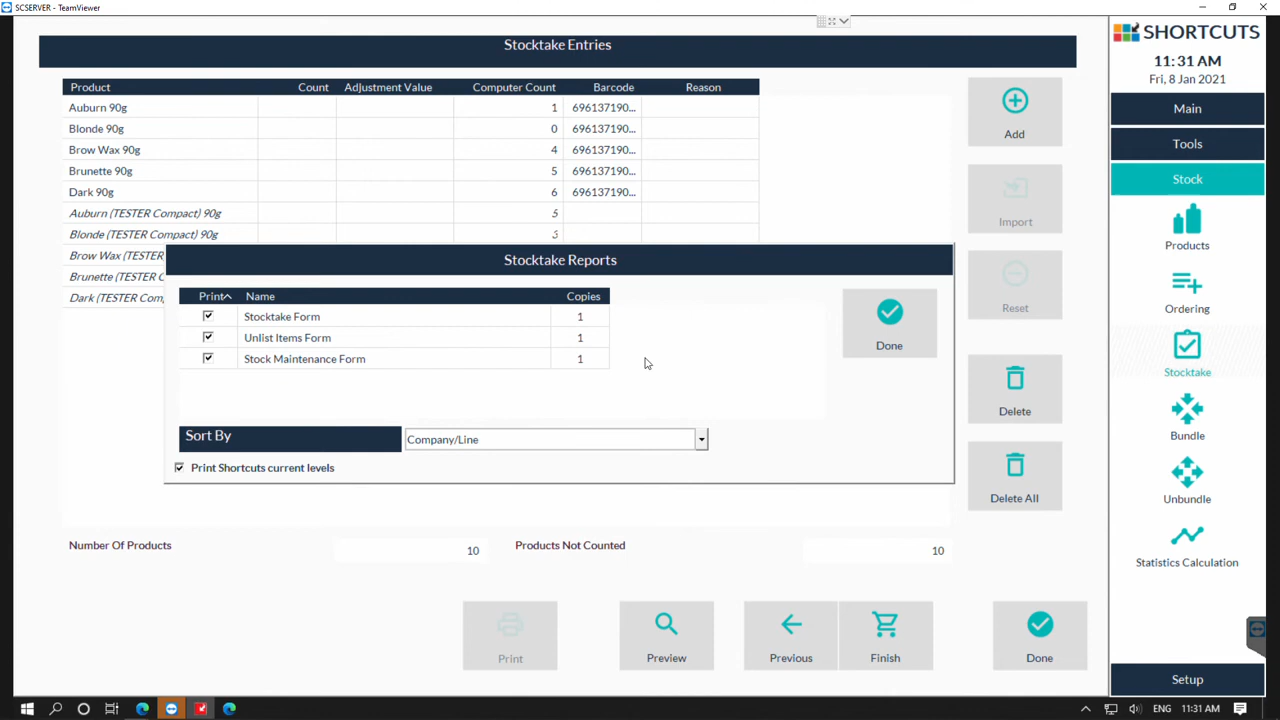 SCSERVER - TeamViewer
Stocktake Entries
Product Count Adjustment Value Computer Count Barcode Reason
Auburn 90g 1 696137190...
Blonde 90g 0 696137190...
Brow Wax 90g 4 696137190...
Brunette 90g 5 696137190...
Dark 90g 6 696137190...
Auburn (TESTER Compact) 90g 5
Blonde (TESTER Compact) 90g 3
Brow Wax (TESTER
Brunette (TESTER C
Dark (TESTER Comp
Stocktake Reports
Print Name Copies
Stocktake Form 1
Unlist Items Form 1
Stock Maintenance Form 1
Done
Sort By Company/Line
Print Shortcuts current levels
Number Of Products 10 Products Not Counted 10
Print
Preview
Previous
Finish
Done
Add
Import
Reset
Delete
Delete All
SHORTCUTS
11:31 AM
Fri, 8 Jan 2021
Main
Tools
Stock
Products
Ordering
Stocktake
Bundle
Unbundle
Statistics Calculation
Setup
ENG 11:31 AM